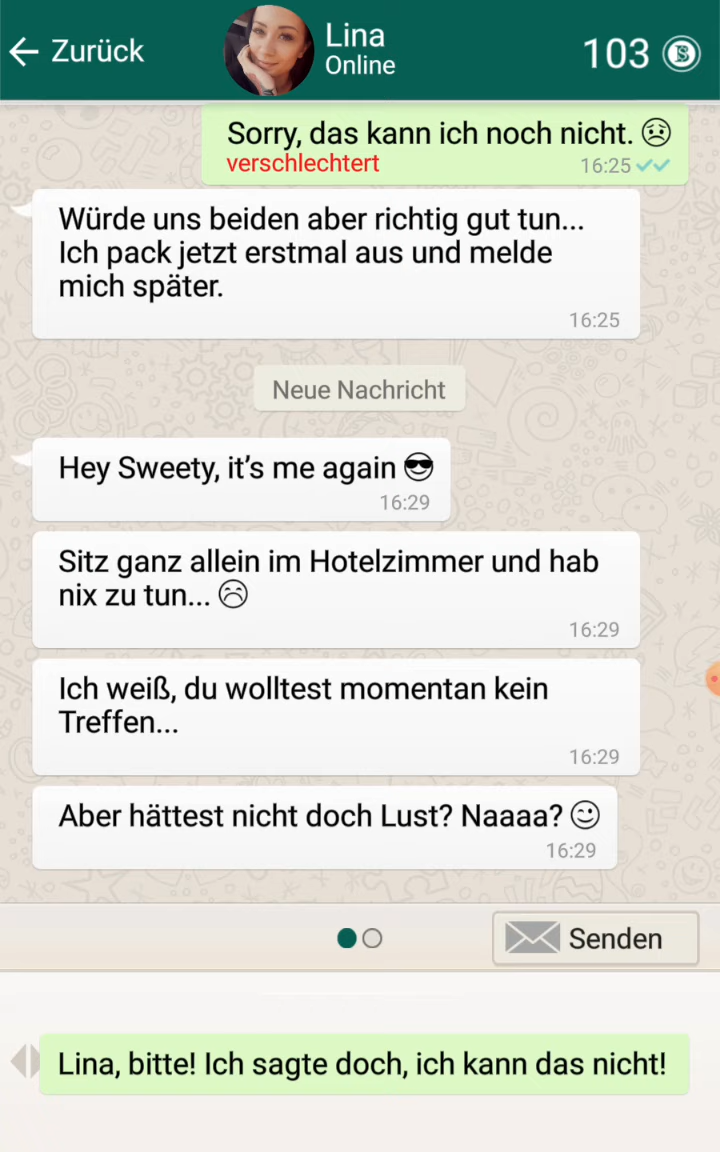 Zurück
Lina
Online
103
Sorry, das kann ich noch nicht. ☹
verschlechtert
16:25
Würde uns beiden aber richtig gut tun...
Ich pack jetzt erstmal aus und melde
mich später.
16:25
Neue Nachricht
Hey Sweety, it’s me again 😎
16:29
Sitz ganz allein im Hotelzimmer und hab
nix zu tun... ☹
16:29
Ich weiß, du wolltest momentan kein
Treffen...
16:29
Aber hättest nicht doch Lust? Naaaa? 😉
16:29
Senden
Lina, bitte! Ich sagte doch, ich kann das nicht!